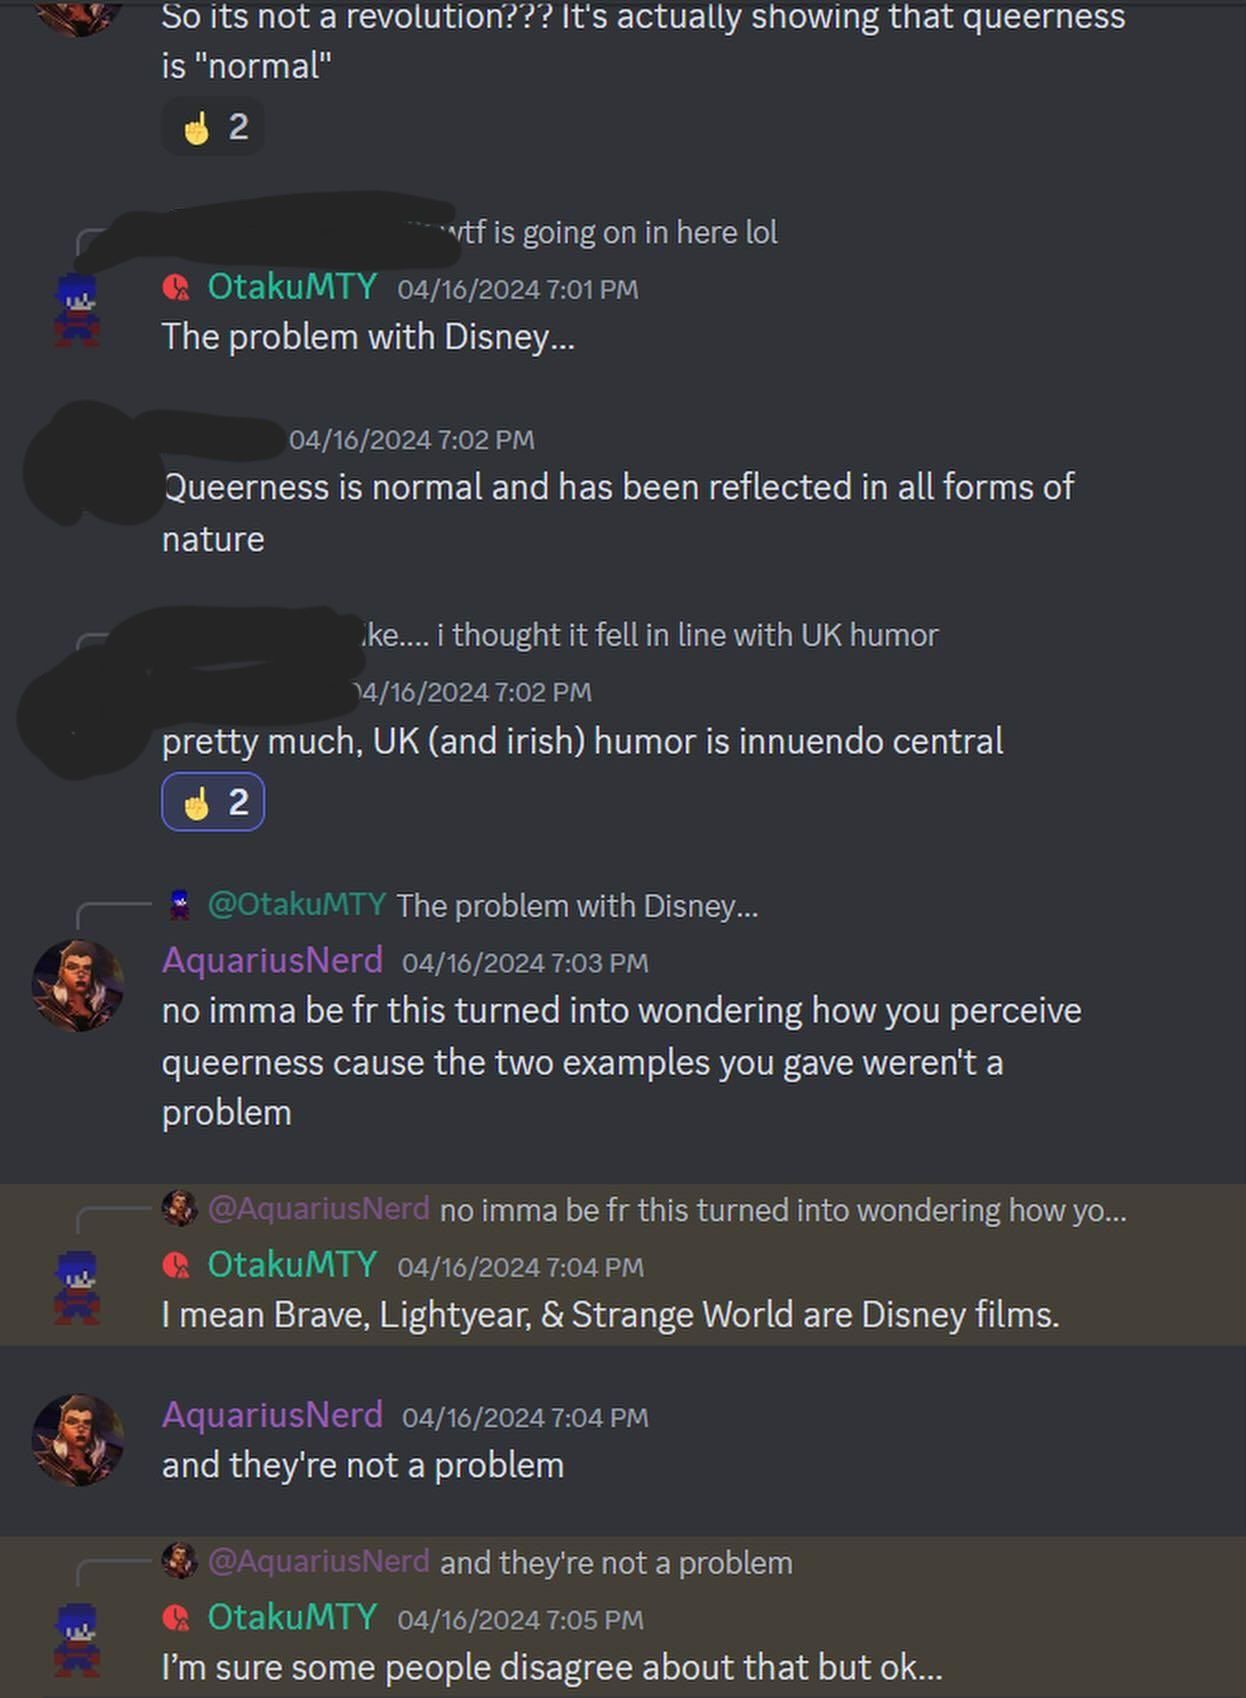 So its not a revolution??? It's actually showing that queerness
is "normal"
☝ 2
wtf is going on in here lol
OtakuMTY 04/16/2024 7:01 PM
The problem with Disney...
04/16/2024 7:02 PM
Queerness is normal and has been reflected in all forms of
nature
i thought it fell in line with UK humor
04/16/2024 7:02 PM
pretty much, UK (and irish) humor is innuendo central
☝ 2
@OtakuMTY The problem with Disney...
AquariusNerd 04/16/2024 7:03 PM
no imma be fr this turned into wondering how you perceive
queerness cause the two examples you gave weren't a
problem
@AquariusNerd no imma be fr this turned into wondering how yo...
OtakuMTY 04/16/2024 7:04 PM
I mean Brave, Lightyear, & Strange World are Disney films.
AquariusNerd 04/16/2024 7:04 PM
and they're not a problem
@AquariusNerd and they're not a problem
OtakuMTY 04/16/2024 7:05 PM
I'm sure some people disagree about that but ok...